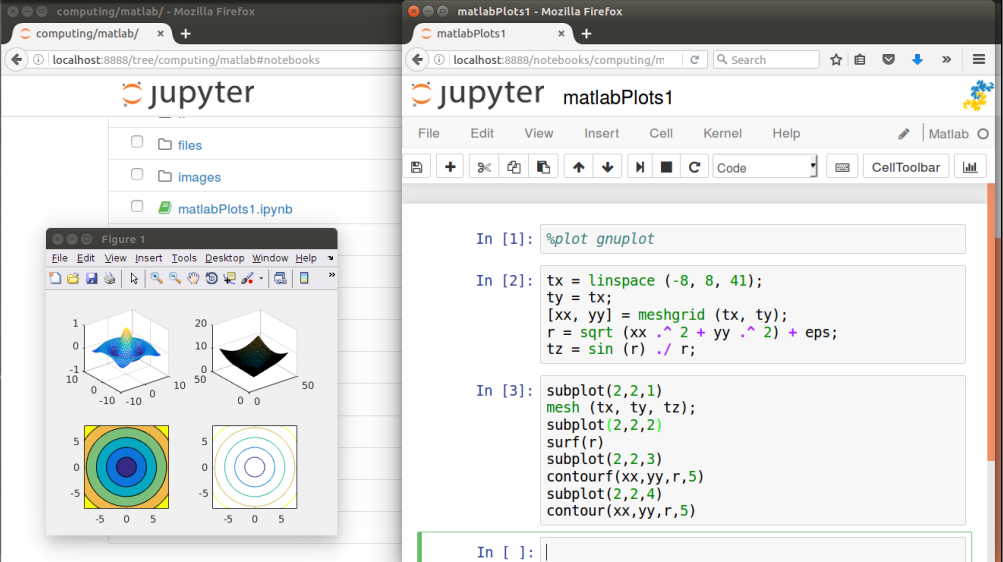 computing/matlab/ - Mozilla Firefox
computing/matlab/ × +
localhost:8888/tree/computing/matlab#notebooks
jupyter
files
images
matlabPlots1.ipynb
Figure 1
File Edit View Insert Tools Desktop Window Help
»
1
0
-1
10
0
-10
-10
0
10
20
10
0
50
0
0
50
5
0
-5
-5 0 5
5
0
-5
-5 0 5
matlabPlots1 - Mozilla Firefox
matlabPlots1 × +
localhost:8888/notebooks/computing/m
Search
»
jupyter matlabPlots1
File Edit View Insert Cell Kernel Help
Matlab
Code
CellToolbar
In [1]: %plot gnuplot
In [2]: tx = linspace (-8, 8, 41);
ty = tx;
[xx, yy] = meshgrid (tx, ty);
r = sqrt (xx .^ 2 + yy .^ 2) + eps;
tz = sin (r) ./ r;
In [3]: subplot(2,2,1)
mesh (tx, ty, tz);
subplot(2,2,2)
surf(r)
subplot(2,2,3)
contourf(xx,yy,r,5)
subplot(2,2,4)
contour(xx,yy,r,5)
In [ ]: